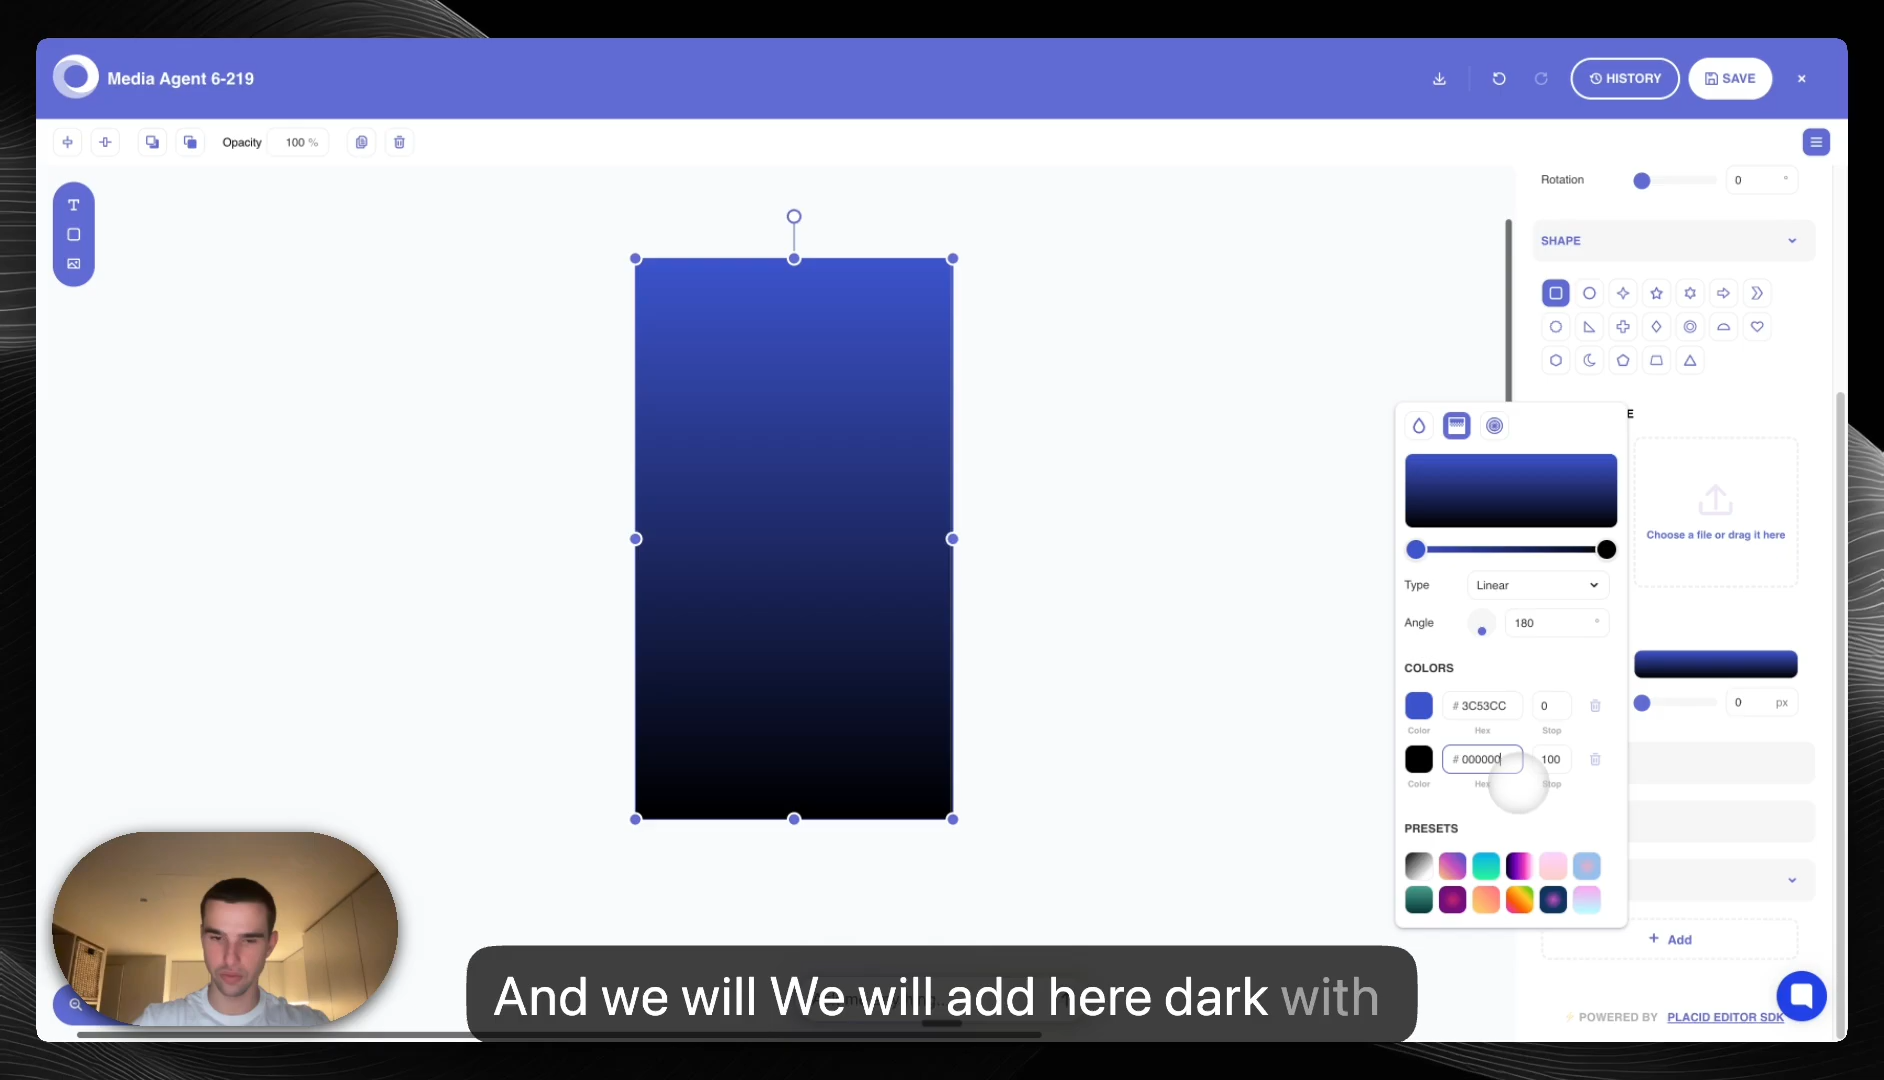 Media Agent 6-219
HISTORY
SAVE
Opacity
100 %
Rotation
0 °
SHAPE
E
Choose a file or drag it here
Type
Linear
Angle
180 °
COLORS
# 3C53CC
0
Color
Hex
Stop
# 000000
100
Color
Hex
Stop
0 px
PRESETS
+ Add
And we will We will add here dark with
POWERED BY PLACID EDITOR SDK